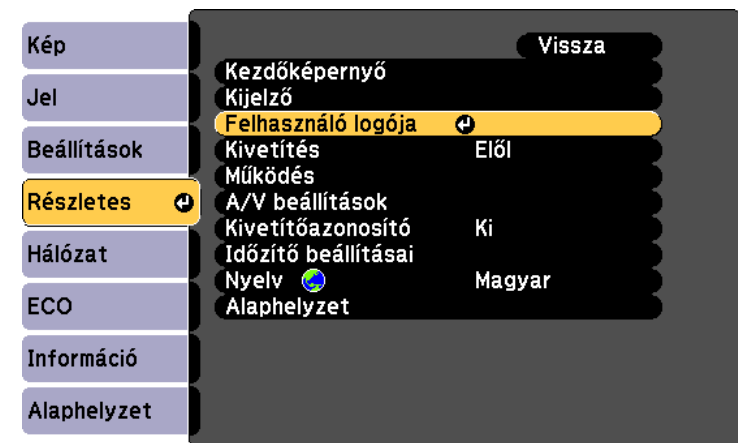 Kép
Jel
Beállítások
Részletes
Hálózat
ECO
Információ
Alaphelyzet
Vissza
Kezdőképernyő
Kijelző
Felhasználó logója
Kivetítés Elől
Működés
A/V beállítások
Kivetítőazonosító Ki
Időzítő beállításai
Nyelv Magyar
Alaphelyzet